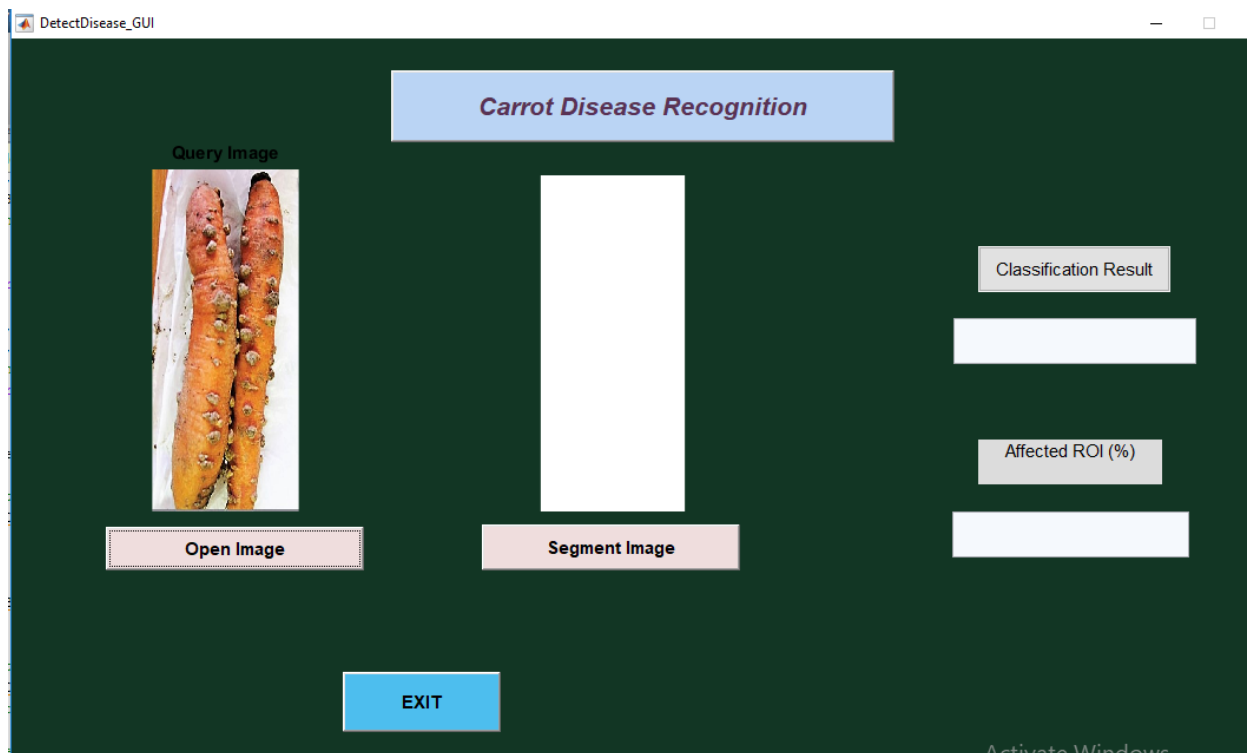 DetectDisease_GUI
Carrot Disease Recognition
Query Image
Classification Result
Affected ROI (%)
Open Image
Segment Image
EXIT
Activate Windows